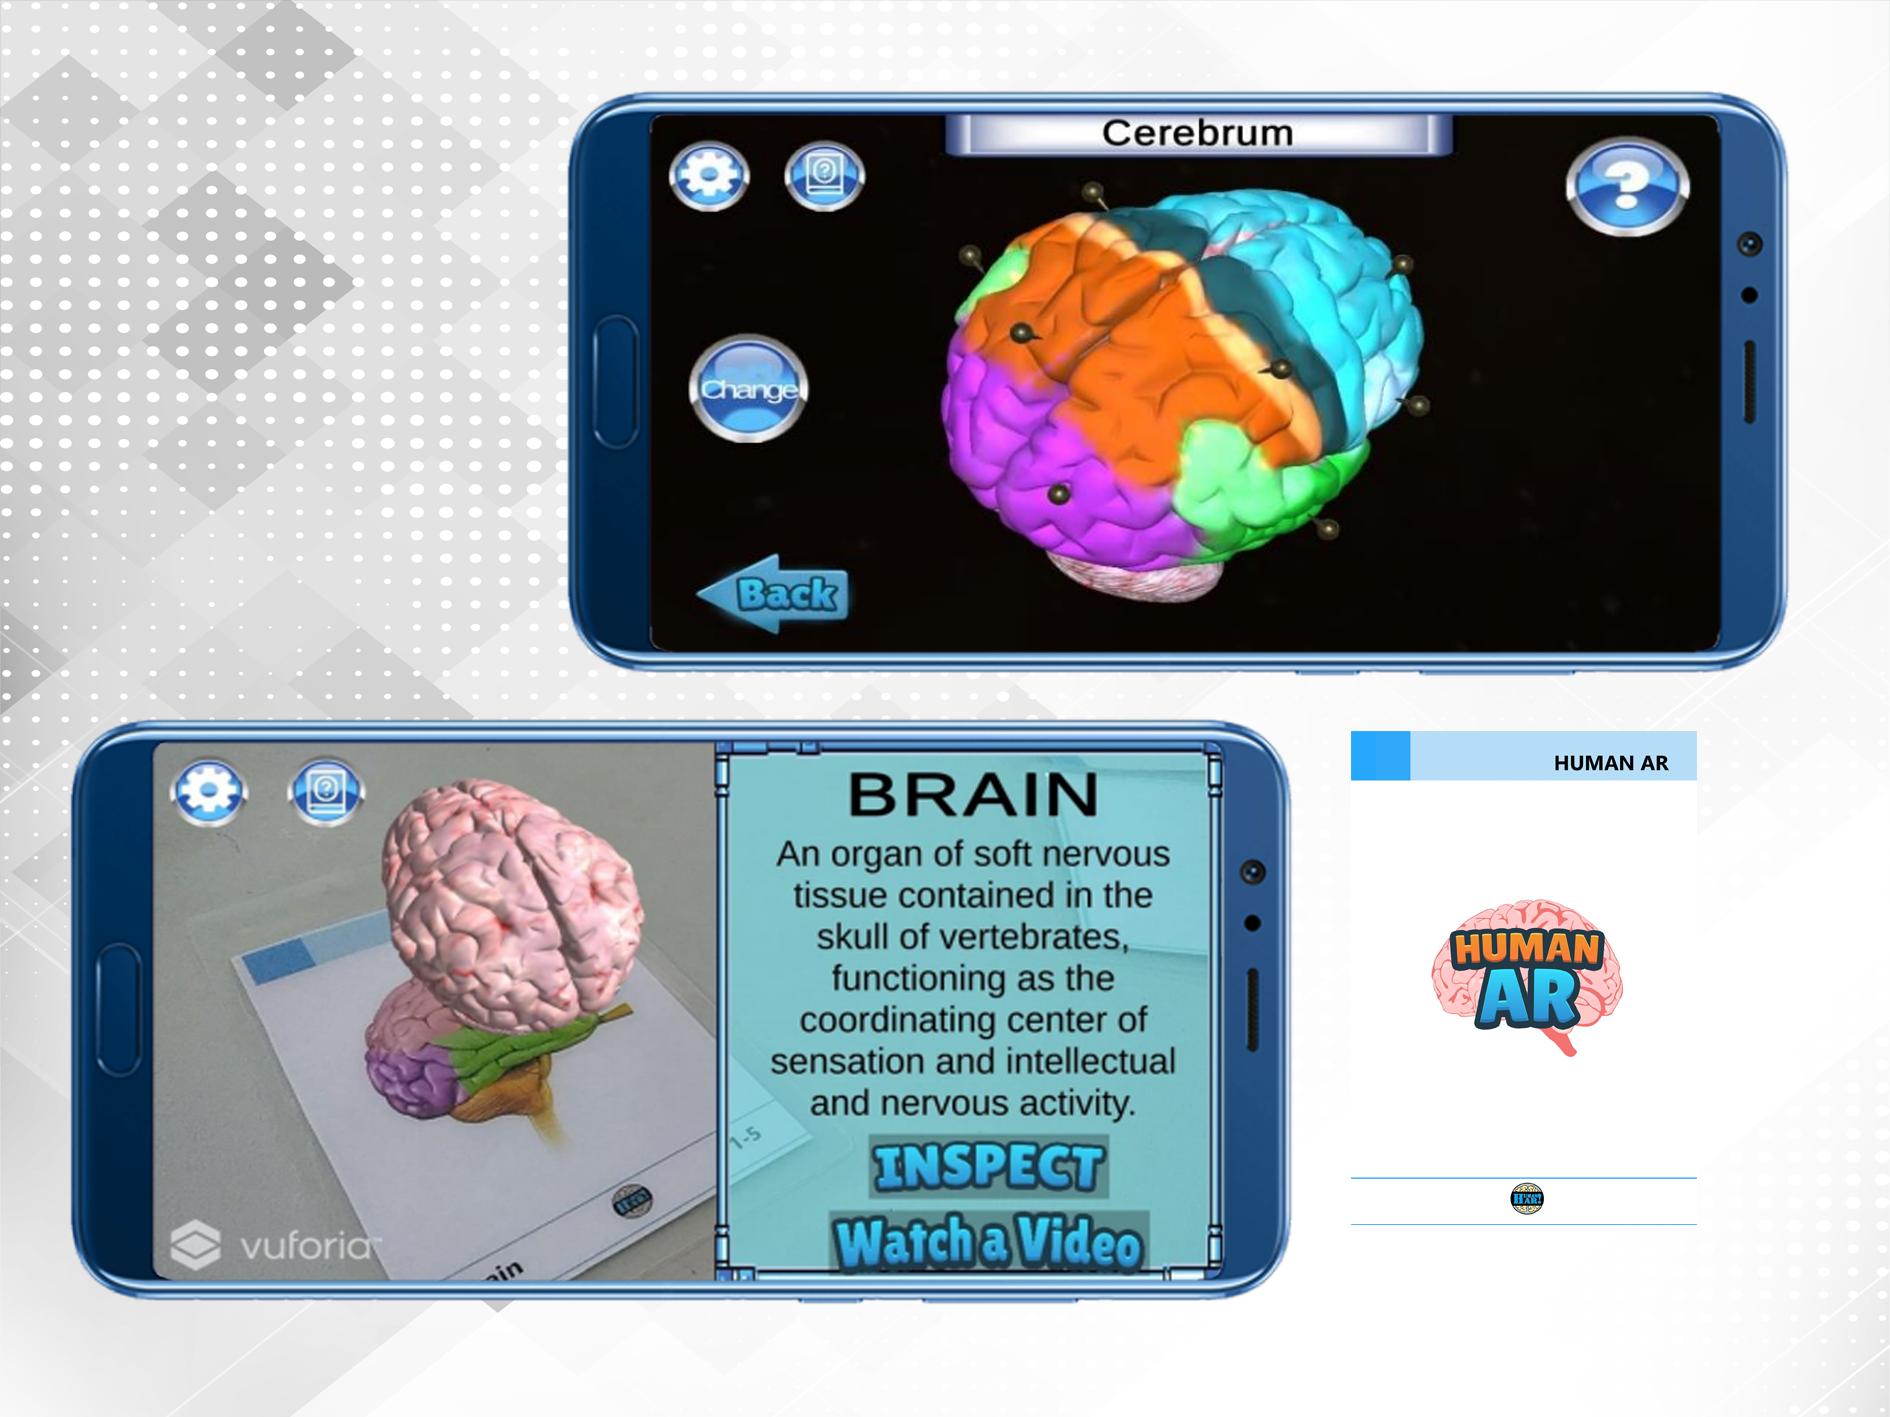 Cerebrum
Change
Back
BRAIN
An organ of soft nervous
tissue contained in the
skull of vertebrates,
functioning as the
coordinating center of
sensation and intellectual
and nervous activity.
INSPECT
Watch a Video
1-5
ain
vuforia
HUMAN AR
HUMAN
AR